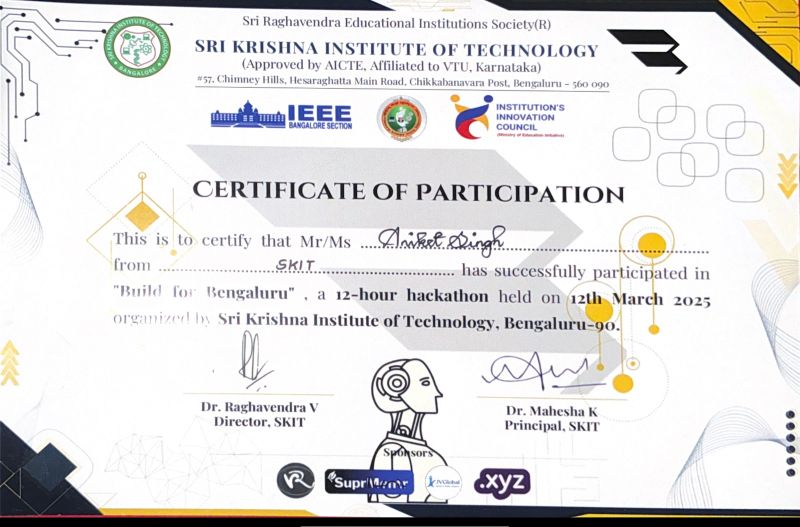 Sri Raghavendra Educational Institutions Society(R)
SRI KRISHNA INSTITUTE OF TECHNOLOGY
(Approved by AICTE, Affiliated to VTU, Karnataka)
#57, Chimney Hills, Hesaraghatta Main Road, Chikkabanavara Post, Bengaluru - 560 090
SRI KRISHNA INSTITUTE OF TECHNOLOGY
BANGALORE
IEEE
BANGALORE SECTION
INSTITUTION'S
INNOVATION
COUNCIL
(Ministry of Education Initiative)
CERTIFICATE OF PARTICIPATION
This is to certify that Mr/Ms Aniket Singh
from SKIT has successfully participated in
"Build for Bengaluru" , a 12-hour hackathon held on 12th March 2025
organized by Sri Krishna Institute of Technology, Bengaluru-90.
Dr. Raghavendra V
Director, SKIT
Dr. Mahesha K
Principal, SKIT
Sponsors
VR
JVGlobal
.xyz